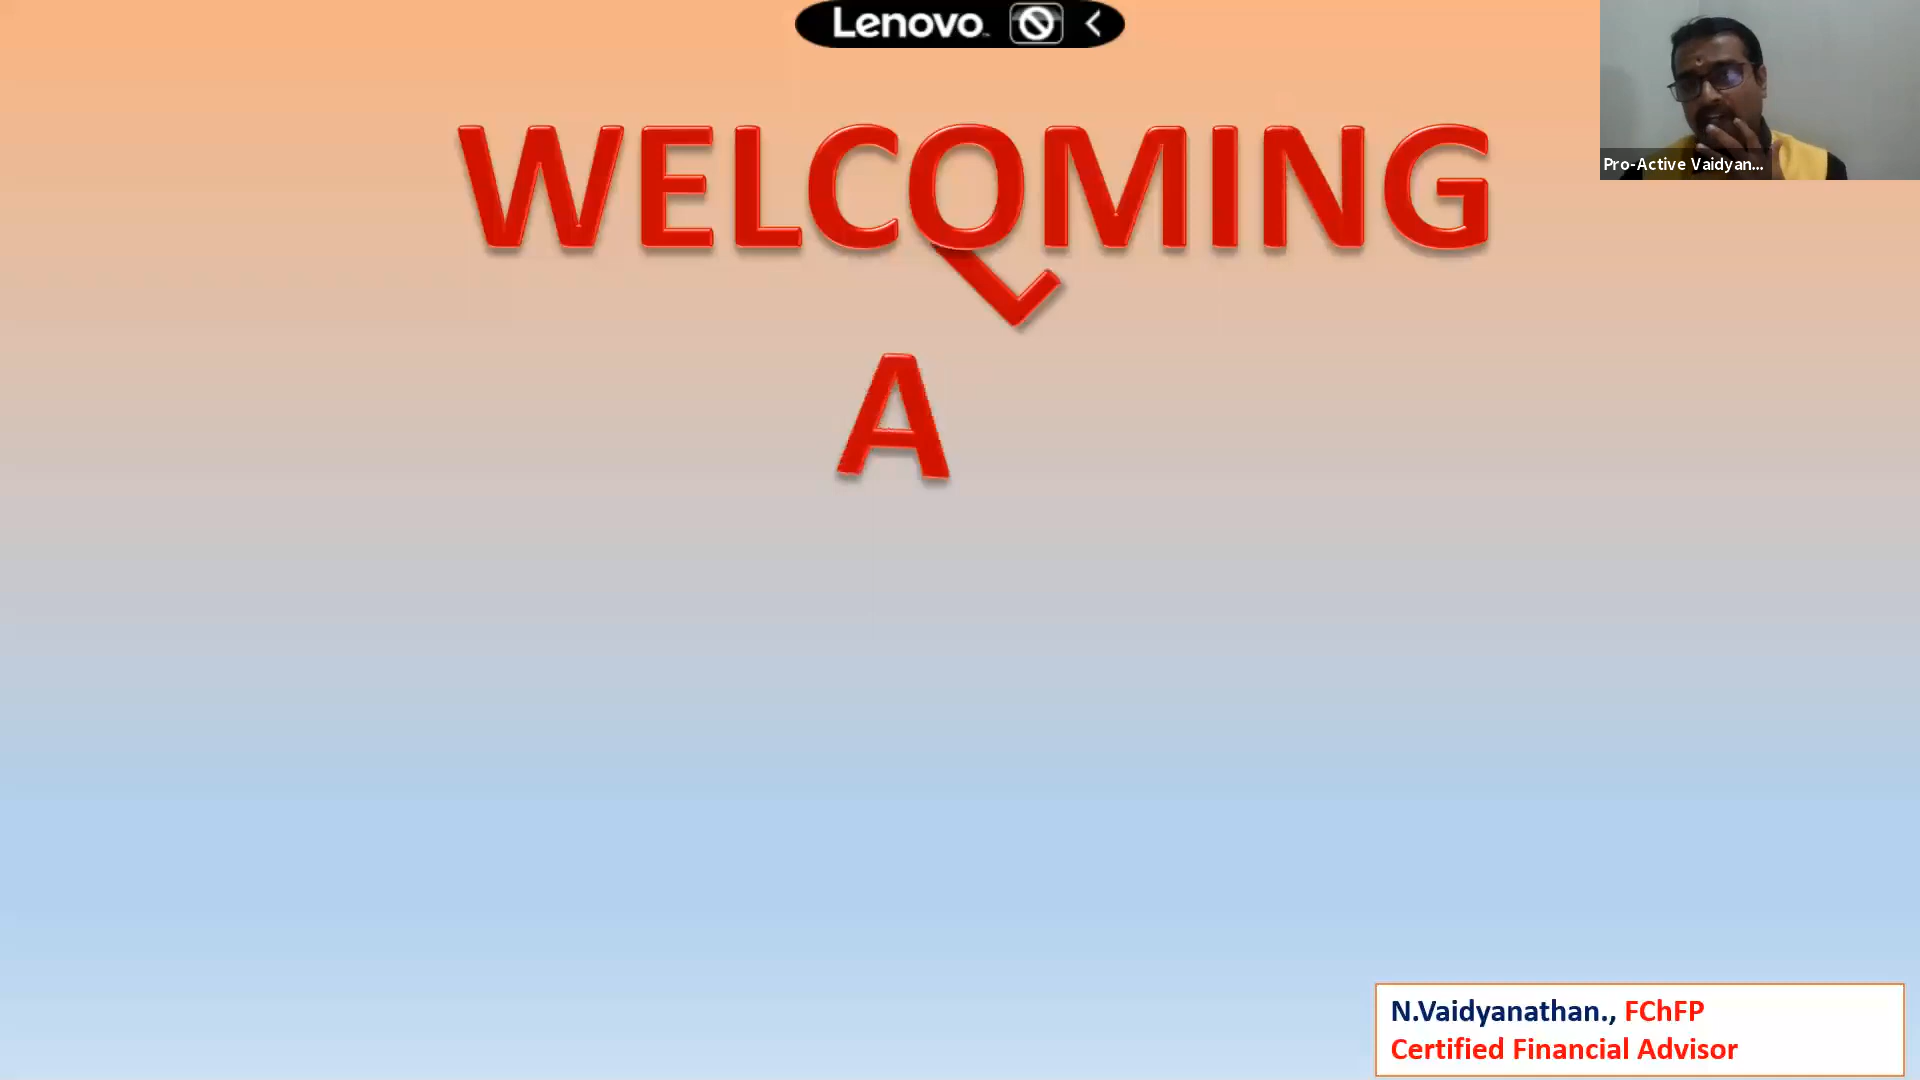 Lenovo
WELCOMING
A
Pro-Active Vaidyan...
N.Vaidyanathan., FChFP
Certified Financial Advisor